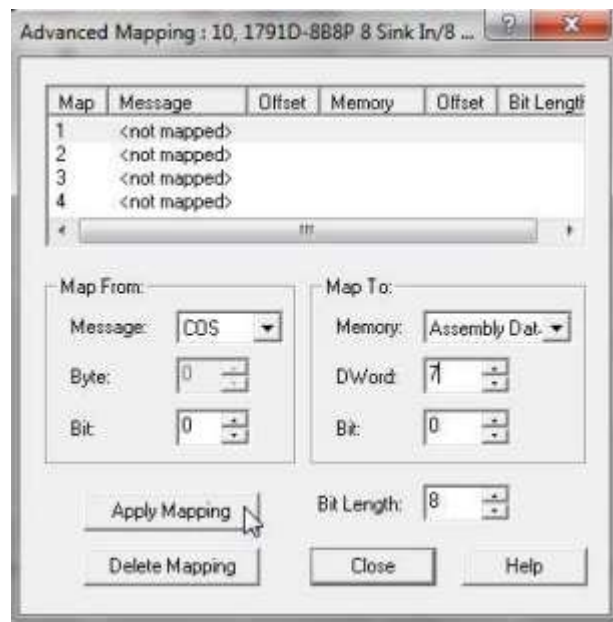 Advanced Mapping : 10, 1791D-8B8P 8 Sink In/8 ...
Map Message Offset Memory Offset Bit Length
1 <not mapped>
2 <not mapped>
3 <not mapped>
4 <not mapped>
Map From:
Message: COS
Byte: 0
Bit: 0
Map To:
Memory: Assembly Dat
DWord: 7
Bit: 0
Bit Length: 8
Apply Mapping
Delete Mapping
Close
Help